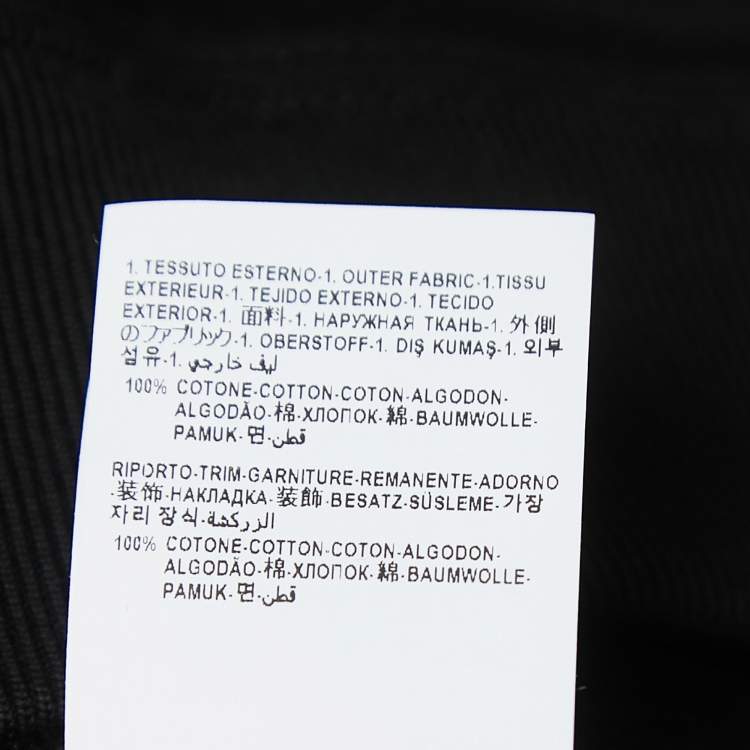 1. TESSUTO ESTERNO-1. OUTER FABRIC-1.TISSU
EXTERIEUR-1. TEJIDO EXTERNO-1. TECIDO
EXTERIOR-1. 面料-1. НАРУЖНАЯ ТКАНЬ-1. 外側
のファブリック-1. OBERSTOFF-1. DIŞ KUMAŞ-1. 외부
섬유-1. ليف خارجي
100% COTONE-COTTON-COTON-ALGODON-
ALGODÃO-棉-ХЛОПОК-綿-BAUMWOLLE-
PAMUK-면-قطن
RIPORTO-TRIM-GARNITURE-REMANENTE-ADORNO
-装饰-НАКЛАДКА-装飾-BESATZ-SÜSLEME-가장
자리 장식-الزركشة
100% COTONE-COTTON-COTON-ALGODON-
ALGODÃO-棉-ХЛОПОК-綿-BAUMWOLLE-
PAMUK-면-قطن